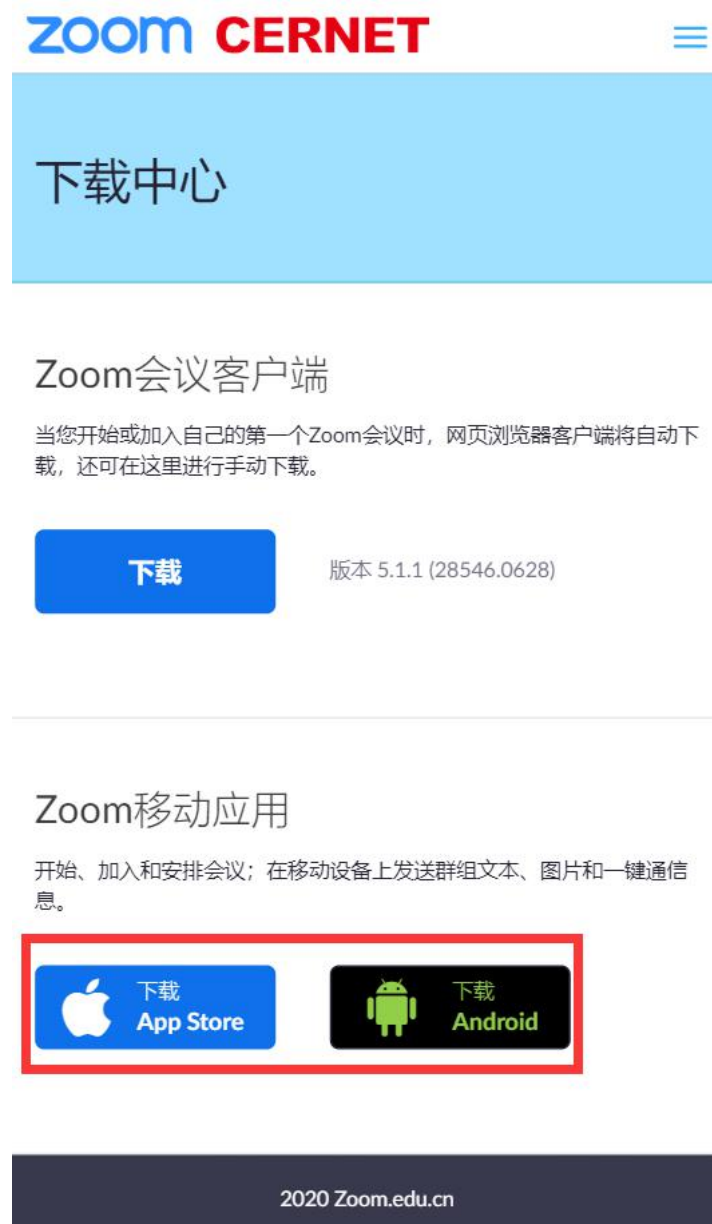 zoom CERNET
下载中心
Zoom会议客户端
当您开始或加入自己的第一个Zoom会议时，网页浏览器客户端将自动下
载，还可在这里进行手动下载。
下载
版本 5.1.1 (28546.0628)
Zoom移动应用
开始、加入和安排会议；在移动设备上发送群组文本、图片和一键通信
息。
下载
App Store
下载
Android
2020 Zoom.edu.cn